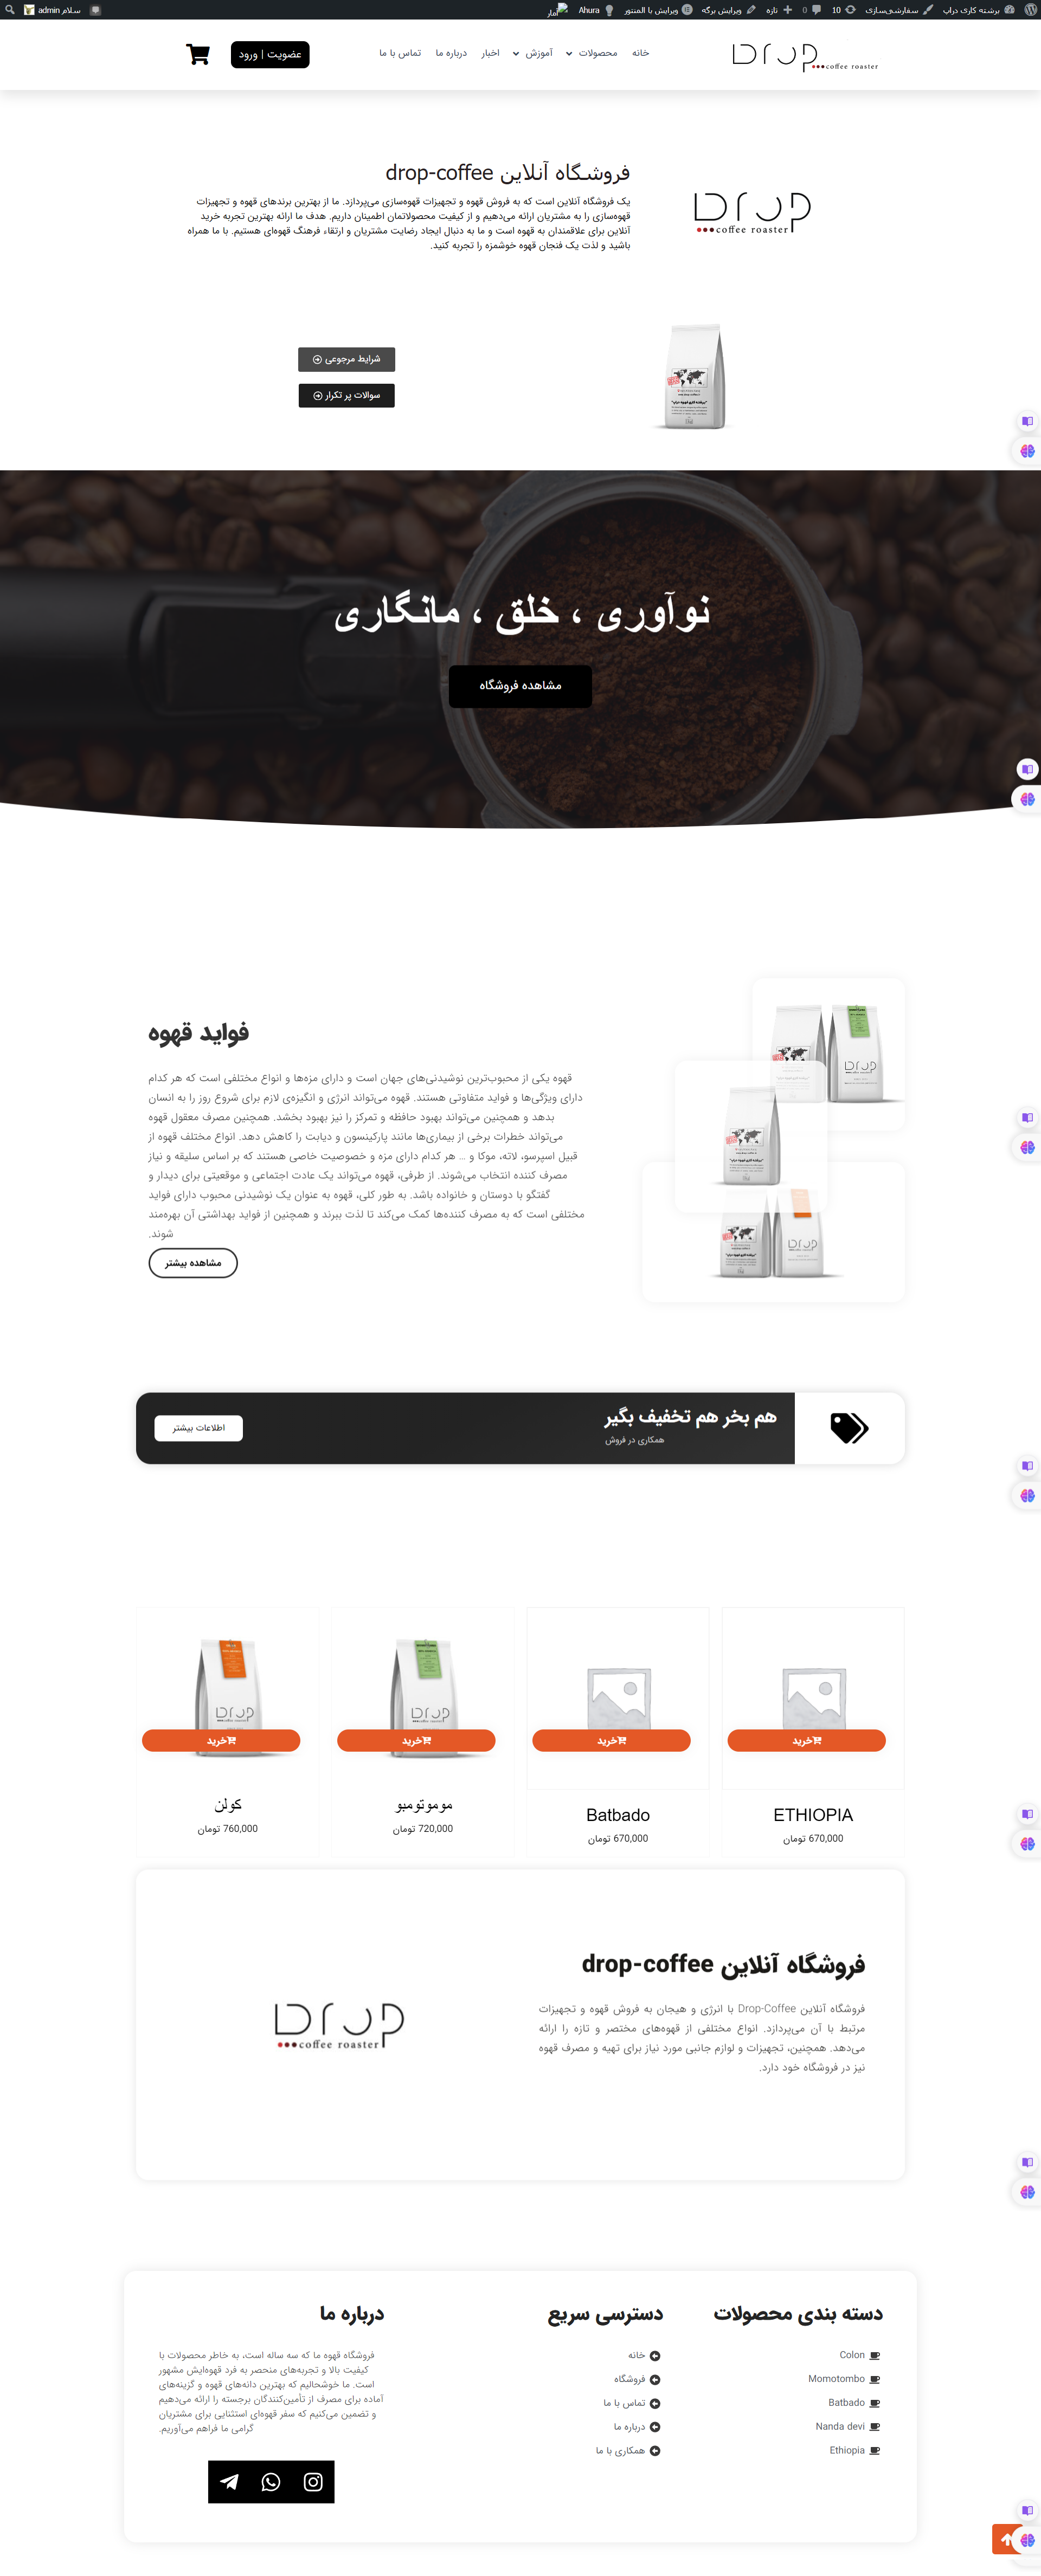 برشته کاری دراپ
سفارشی‌سازی
10
0
تازه
ویرایش برگه
ویرایش با المنتور
Ahura
آمار
سلام admin
Drop
coffee roaster
خانه
محصولات
آموزش
اخبار
درباره ما
تماس با ما
عضویت | ورود
فروشگاه آنلاین drop-coffee
یک فروشگاه آنلاین است که به فروش قهوه و تجهیزات قهوه‌سازی می‌پردازد. ما از بهترین برندهای قهوه و تجهیزات
قهوه‌سازی را به مشتریان ارائه می‌دهیم و از کیفیت محصولاتمان اطمینان داریم. هدف ما ارائه بهترین تجربه خرید
آنلاین برای علاقمندان به قهوه است و ما به دنبال ایجاد رضایت مشتریان و ارتقاء فرهنگ قهوه‌ای هستیم. با ما همراه
باشید و لذت یک فنجان قهوه خوشمزه را تجربه کنید.
Drop
coffee roaster
شرایط مرجوعی
سوالات پر تکرار
نوآوری ، خلق ، مانگاری
مشاهده فروشگاه
فواید قهوه
قهوه یکی از محبوب‌ترین نوشیدنی‌های جهان است و دارای مزه‌ها و انواع مختلفی است که هر کدام
دارای ویژگی‌ها و فواید متفاوتی هستند. قهوه می‌تواند انرژی و انگیزه‌ی لازم برای شروع روز را به انسان
بدهد و همچنین می‌تواند بهبود حافظه و تمرکز را نیز بهبود بخشد. همچنین مصرف معقول قهوه
می‌تواند خطرات برخی از بیماری‌ها مانند پارکینسون و دیابت را کاهش دهد. انواع مختلف قهوه از
قبیل اسپرسو، لاته، موکا و … هر کدام دارای مزه و خصوصیت خاصی هستند که بر اساس سلیقه و نیاز
مصرف کننده انتخاب می‌شوند. از طرفی، قهوه می‌تواند یک عادت اجتماعی و موقعیتی برای دیدار و
گفتگو با دوستان و خانواده باشد. به طور کلی، قهوه به عنوان یک نوشیدنی محبوب دارای فواید
مختلفی است که به مصرف کننده‌ها کمک می‌کند تا لذت ببرند و همچنین از فواید بهداشتی آن بهره‌مند
شوند.
مشاهده بیشتر
هم بخر هم تخفیف بگیر
همکاری در فروش
اطلاعات بیشتر
خرید
خرید
خرید
خرید
ETHIOPIA
670,000 تومان
Batbado
670,000 تومان
موموتومبو
720,000 تومان
کولن
760,000 تومان
فروشگاه آنلاین drop-coffee
فروشگاه آنلاین Drop-Coffee با انرژی و هیجان به فروش قهوه و تجهیزات
مرتبط با آن می‌پردازد. انواع مختلفی از قهوه‌های مختصر و تازه را ارائه
می‌دهد. همچنین، تجهیزات و لوازم جانبی مورد نیاز برای تهیه و مصرف قهوه
نیز در فروشگاه خود دارد.
Drop
coffee roaster
دسته بندی محصولات
Colon
Momotombo
Batbado
Nanda devi
Ethiopia
دسترسی سریع
خانه
فروشگاه
تماس با ما
درباره ما
همکاری با ما
درباره ما
فروشگاه قهوه ما که سه ساله است، به خاطر محصولات با
کیفیت بالا و تجربه‌های منحصر به فرد قهوه‌ایش مشهور
است. ما خوشحالیم که بهترین دانه‌های قهوه و گزینه‌های
آماده برای مصرف از تأمین‌کنندگان برجسته را ارائه می‌دهیم
و تضمین می‌کنیم که سفر قهوه‌ای استثنایی برای مشتریان
گرامی ما فراهم می‌آوریم.